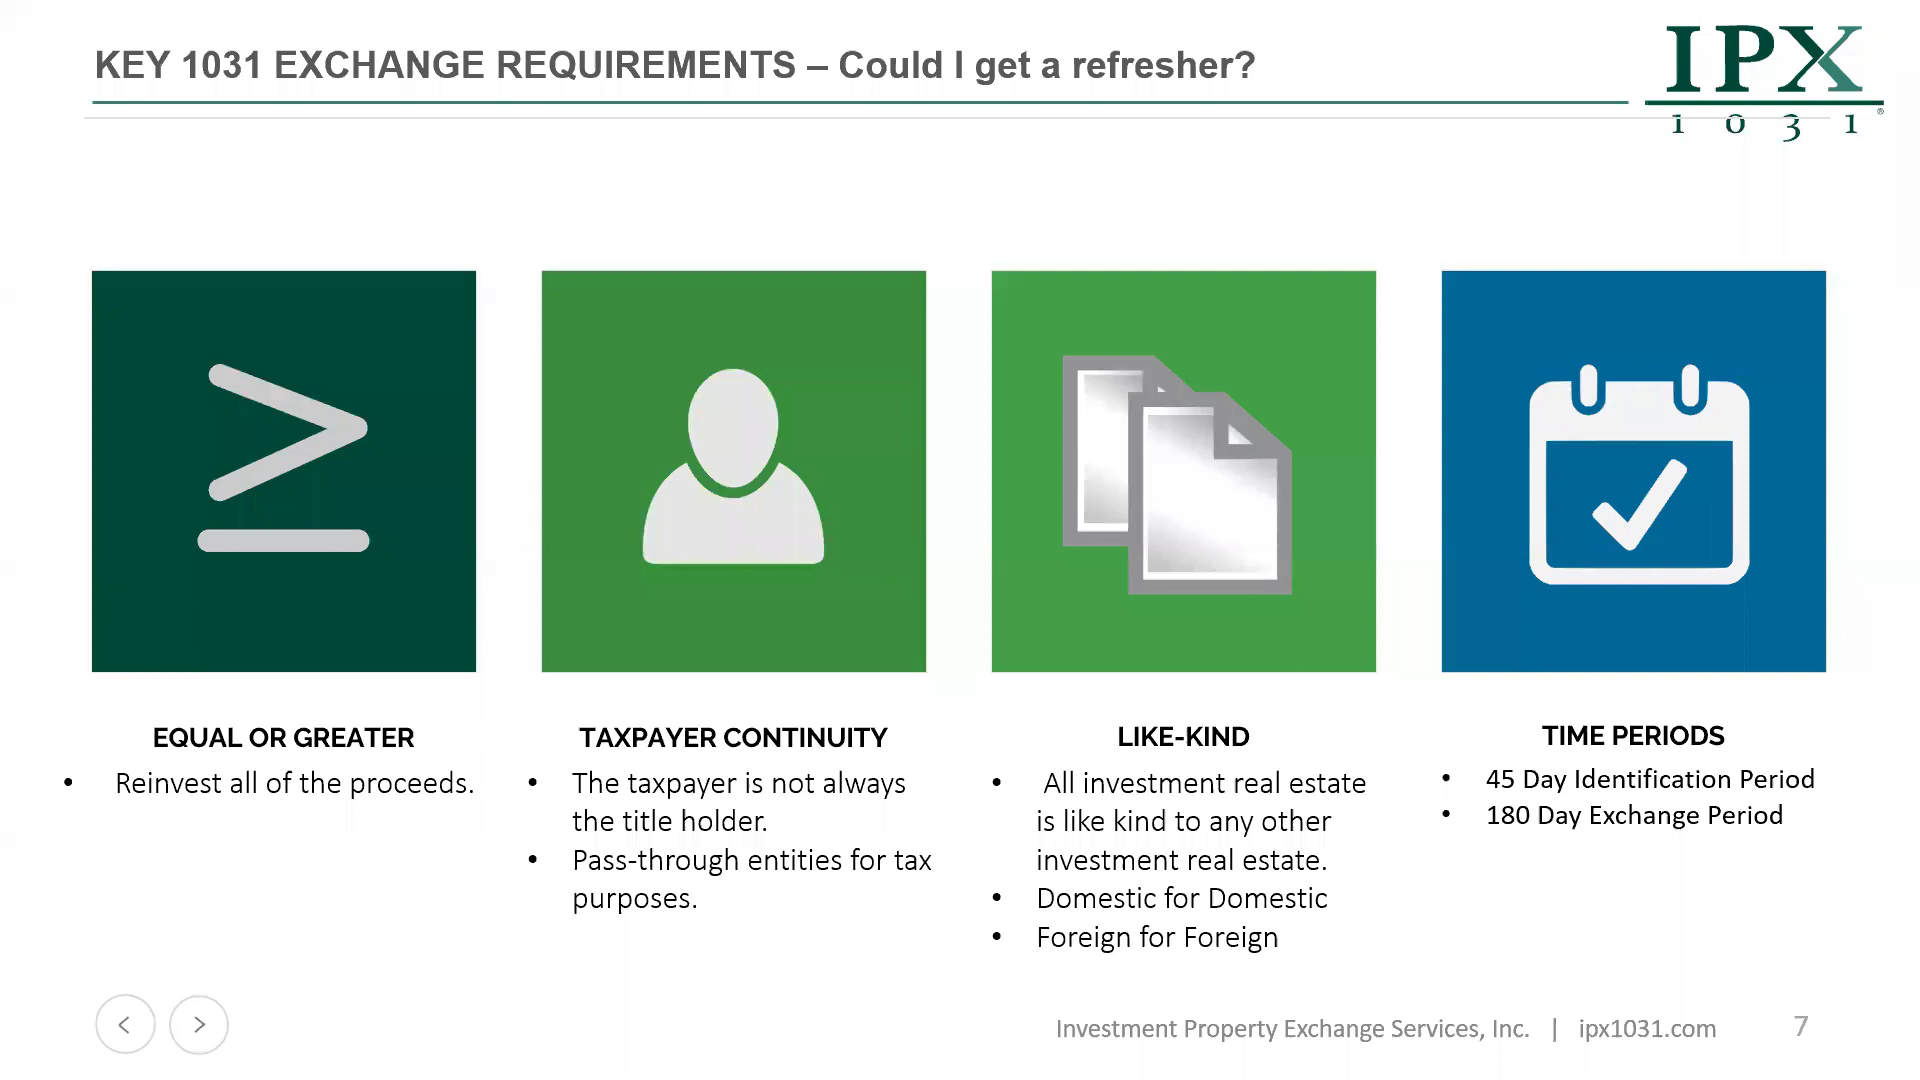 KEY 1031 EXCHANGE REQUIREMENTS – Could I get a refresher?
IPX
1031®
EQUAL OR GREATER
• Reinvest all of the proceeds.
TAXPAYER CONTINUITY
• The taxpayer is not always
the title holder.
• Pass-through entities for tax
purposes.
LIKE-KIND
• All investment real estate
is like kind to any other
investment real estate.
• Domestic for Domestic
• Foreign for Foreign
TIME PERIODS
• 45 Day Identification Period
• 180 Day Exchange Period
Investment Property Exchange Services, Inc. | ipx1031.com 7